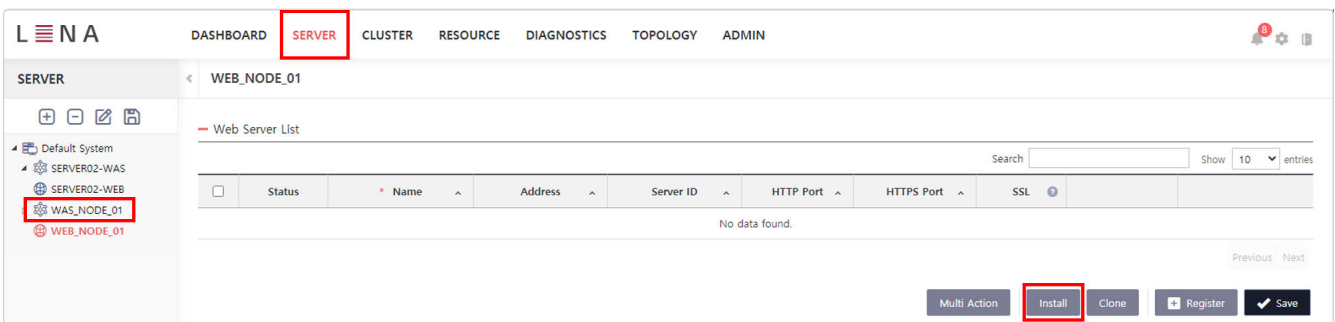 LENA
DASHBOARD SERVER CLUSTER RESOURCE DIAGNOSTICS TOPOLOGY ADMIN 8
SERVER
WEB_NODE_01
Web Server List
Default System
SERVER02-WAS
SERVER02-WEB
WAS_NODE_01
WEB_NODE_01
Search Show 10 entries
Status * Name Address Server ID HTTP Port HTTPS Port SSL ?
No data found.
Previous Next
Multi Action Install Clone Register Save